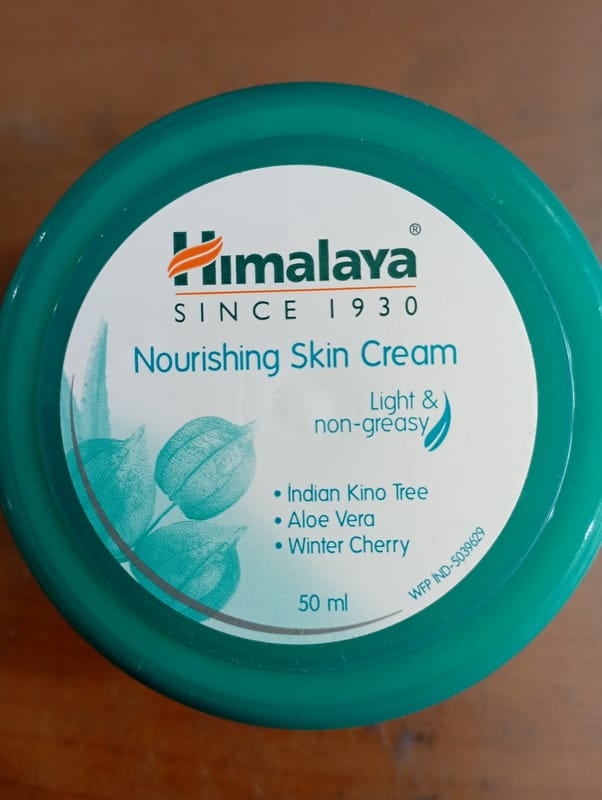 Himalaya®
SINCE 1930
Nourishing Skin Cream
Light &
non-greasy
• Indian Kino Tree
• Aloe Vera
• Winter Cherry
50 ml
WFP IND-5039629